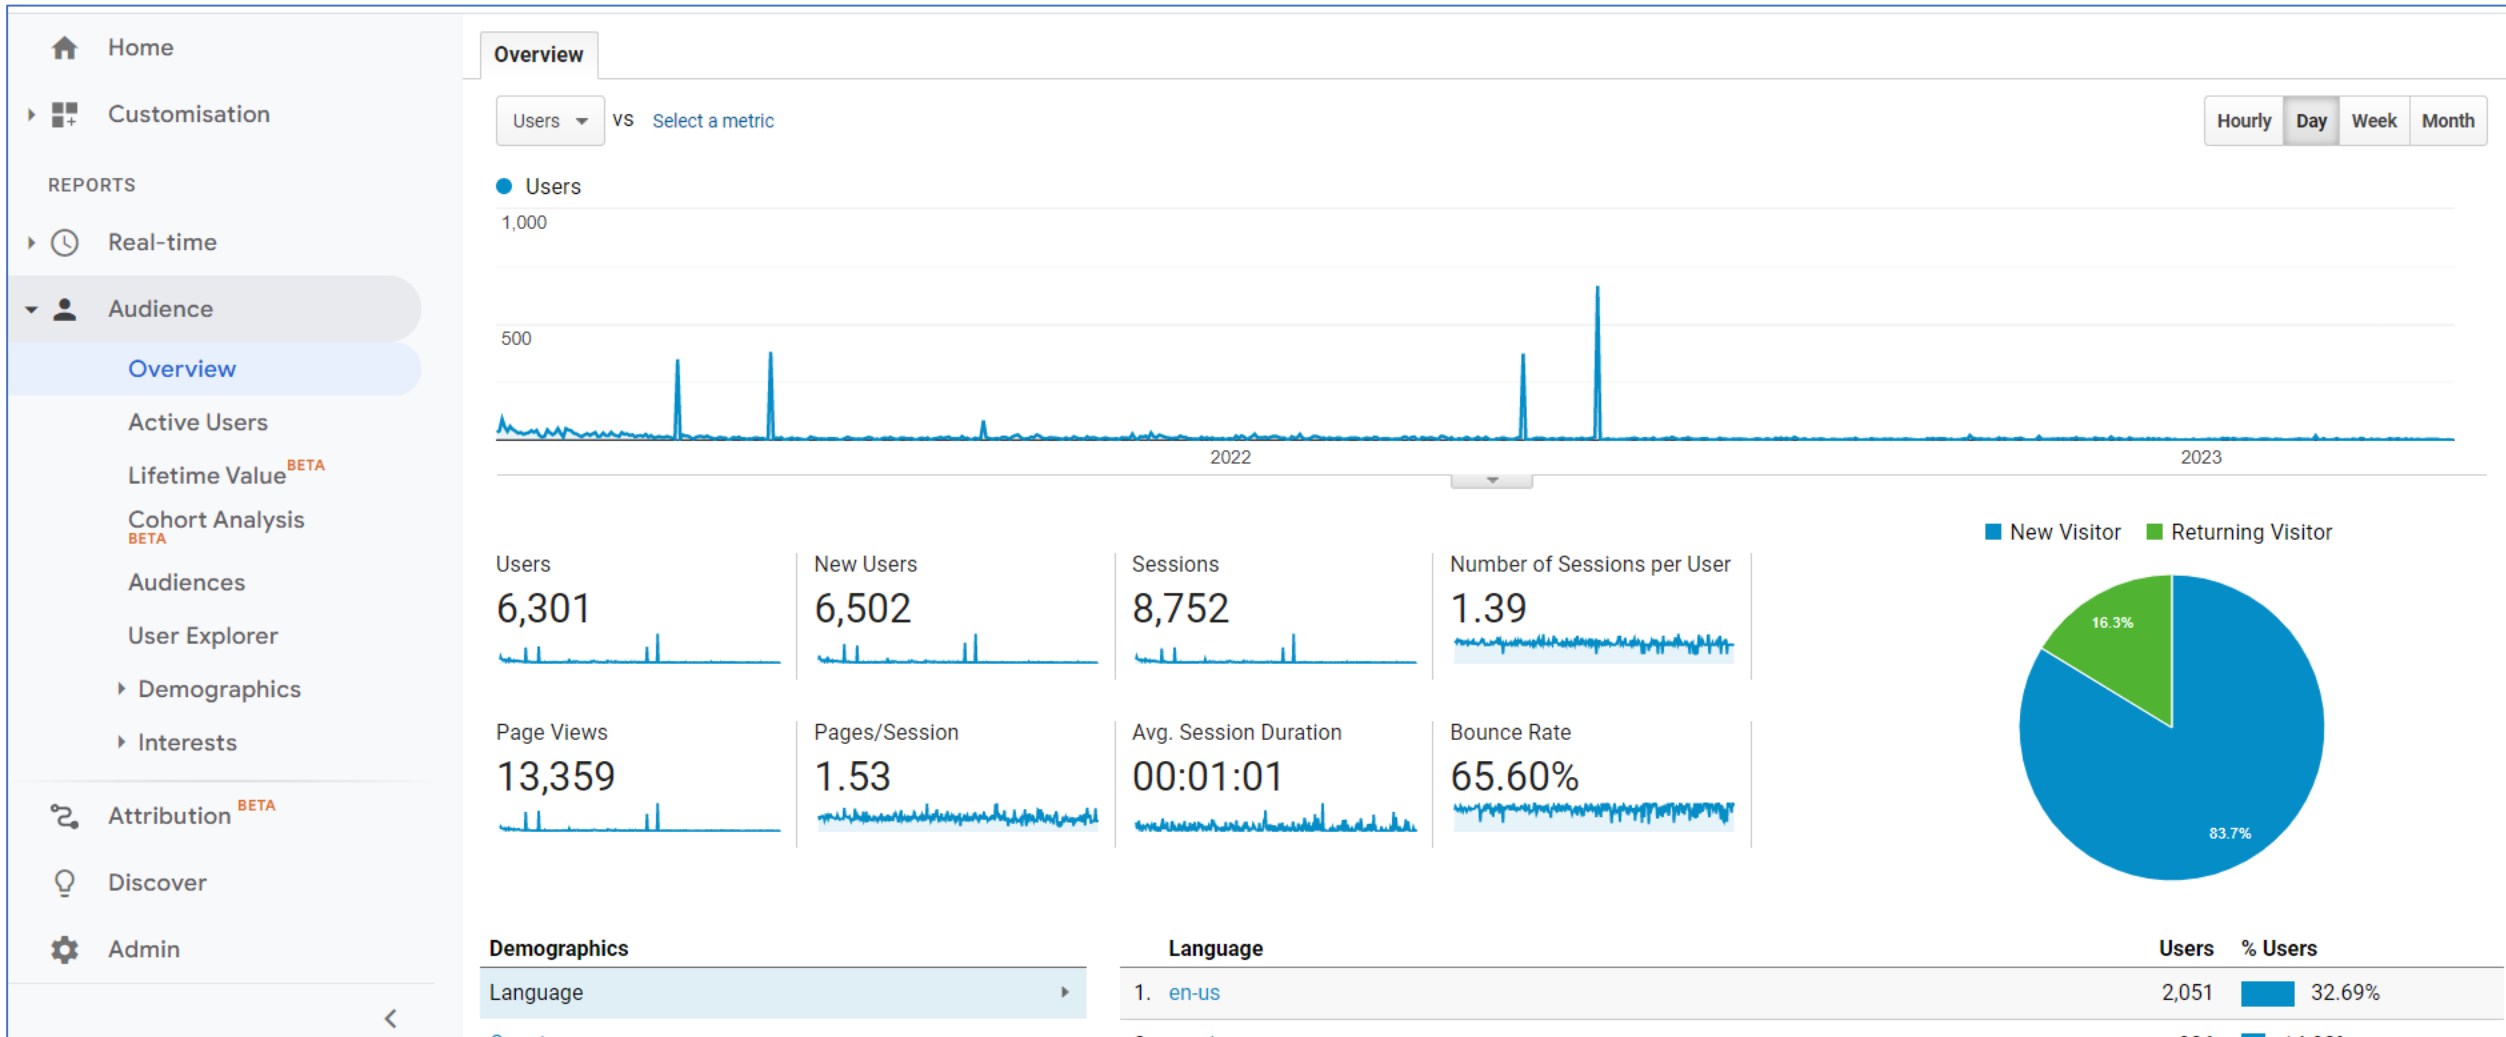 Home
Customisation
REPORTS
Real-time
Audience
Overview
Active Users
Lifetime Value BETA
Cohort Analysis
BETA
Audiences
User Explorer
Demographics
Interests
Attribution BETA
Discover
Admin
Overview
Users VS Select a metric
Hourly Day Week Month
Users
1,000
500
2022 2023
New Visitor Returning Visitor
Users New Users Sessions Number of Sessions per User
6,301 6,502 8,752 1.39
Page Views Pages/Session Avg. Session Duration Bounce Rate
13,359 1.53 00:01:01 65.60%
16.3%
83.7%
Demographics
Language
Language Users % Users
1. en-us 2,051 32.69%